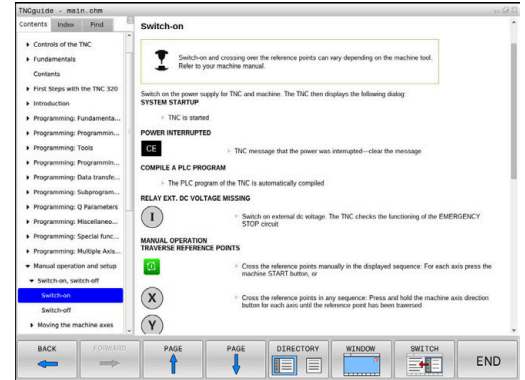 TNCguide - main.chm
Contents Index Find
Controls of the TNC
Fundamentals
Contents
First Steps with the TNC 320
Introduction
Programming: Fundamenta...
Programming: Programmin...
Programming: Tools
Programming: Programmin...
Programming: Data transfe...
Programming: Subprogram...
Programming: Q Parameters
Programming: Miscellaneo...
Programming: Special func...
Programming: Multiple Axis...
Manual operation and setup
Switch-on, switch-off
Switch-on
Switch-off
Moving the machine axes
Switch-on
Switch-on and crossing over the reference points can vary depending on the machine tool.
Refer to your machine manual.
Switch on the power supply for TNC and machine. The TNC then displays the following dialog:
SYSTEM STARTUP
TNC is started
POWER INTERRUPTED
CE
TNC message that the power was interrupted—clear the message
COMPILE A PLC PROGRAM
The PLC program of the TNC is automatically compiled
RELAY EXT. DC VOLTAGE MISSING
I
Switch on external dc voltage. The TNC checks the functioning of the EMERGENCY
STOP circuit
MANUAL OPERATION
TRAVERSE REFERENCE POINTS
Cross the reference points manually in the displayed sequence: For each axis press the
machine START button, or
X
Cross the reference points in any sequence: Press and hold the machine axis direction
button for each axis until the reference point has been traversed
Y
BACK FORWARD PAGE PAGE DIRECTORY WINDOW SWITCH
END